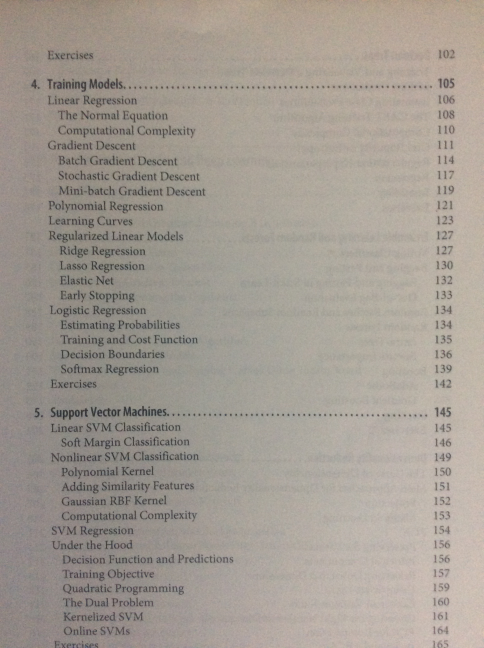 Exercises 102
4. Training Models. . . . . . . . . . . . . . . . . . . . . . . . . . . . . . . . . . . . . . . . . . . . . . . . . . . . . . . . . . . . 105
Linear Regression 106
The Normal Equation 108
Computational Complexity 110
Gradient Descent 111
Batch Gradient Descent 114
Stochastic Gradient Descent 117
Mini-batch Gradient Descent 119
Polynomial Regression 121
Learning Curves 123
Regularized Linear Models 127
Ridge Regression 127
Lasso Regression 130
Elastic Net 132
Early Stopping 133
Logistic Regression 134
Estimating Probabilities 134
Training and Cost Function 135
Decision Boundaries 136
Softmax Regression 139
Exercises 142
5. Support Vector Machines. . . . . . . . . . . . . . . . . . . . . . . . . . . . . . . . . . . . . . . . . . . . . . . . . . . . 145
Linear SVM Classification 145
Soft Margin Classification 146
Nonlinear SVM Classification 149
Polynomial Kernel 150
Adding Similarity Features 151
Gaussian RBF Kernel 152
Computational Complexity 153
SVM Regression 154
Under the Hood 156
Decision Function and Predictions 156
Training Objective 157
Quadratic Programming 159
The Dual Problem 160
Kernelized SVM 161
Online SVMs 164
Exercises 165